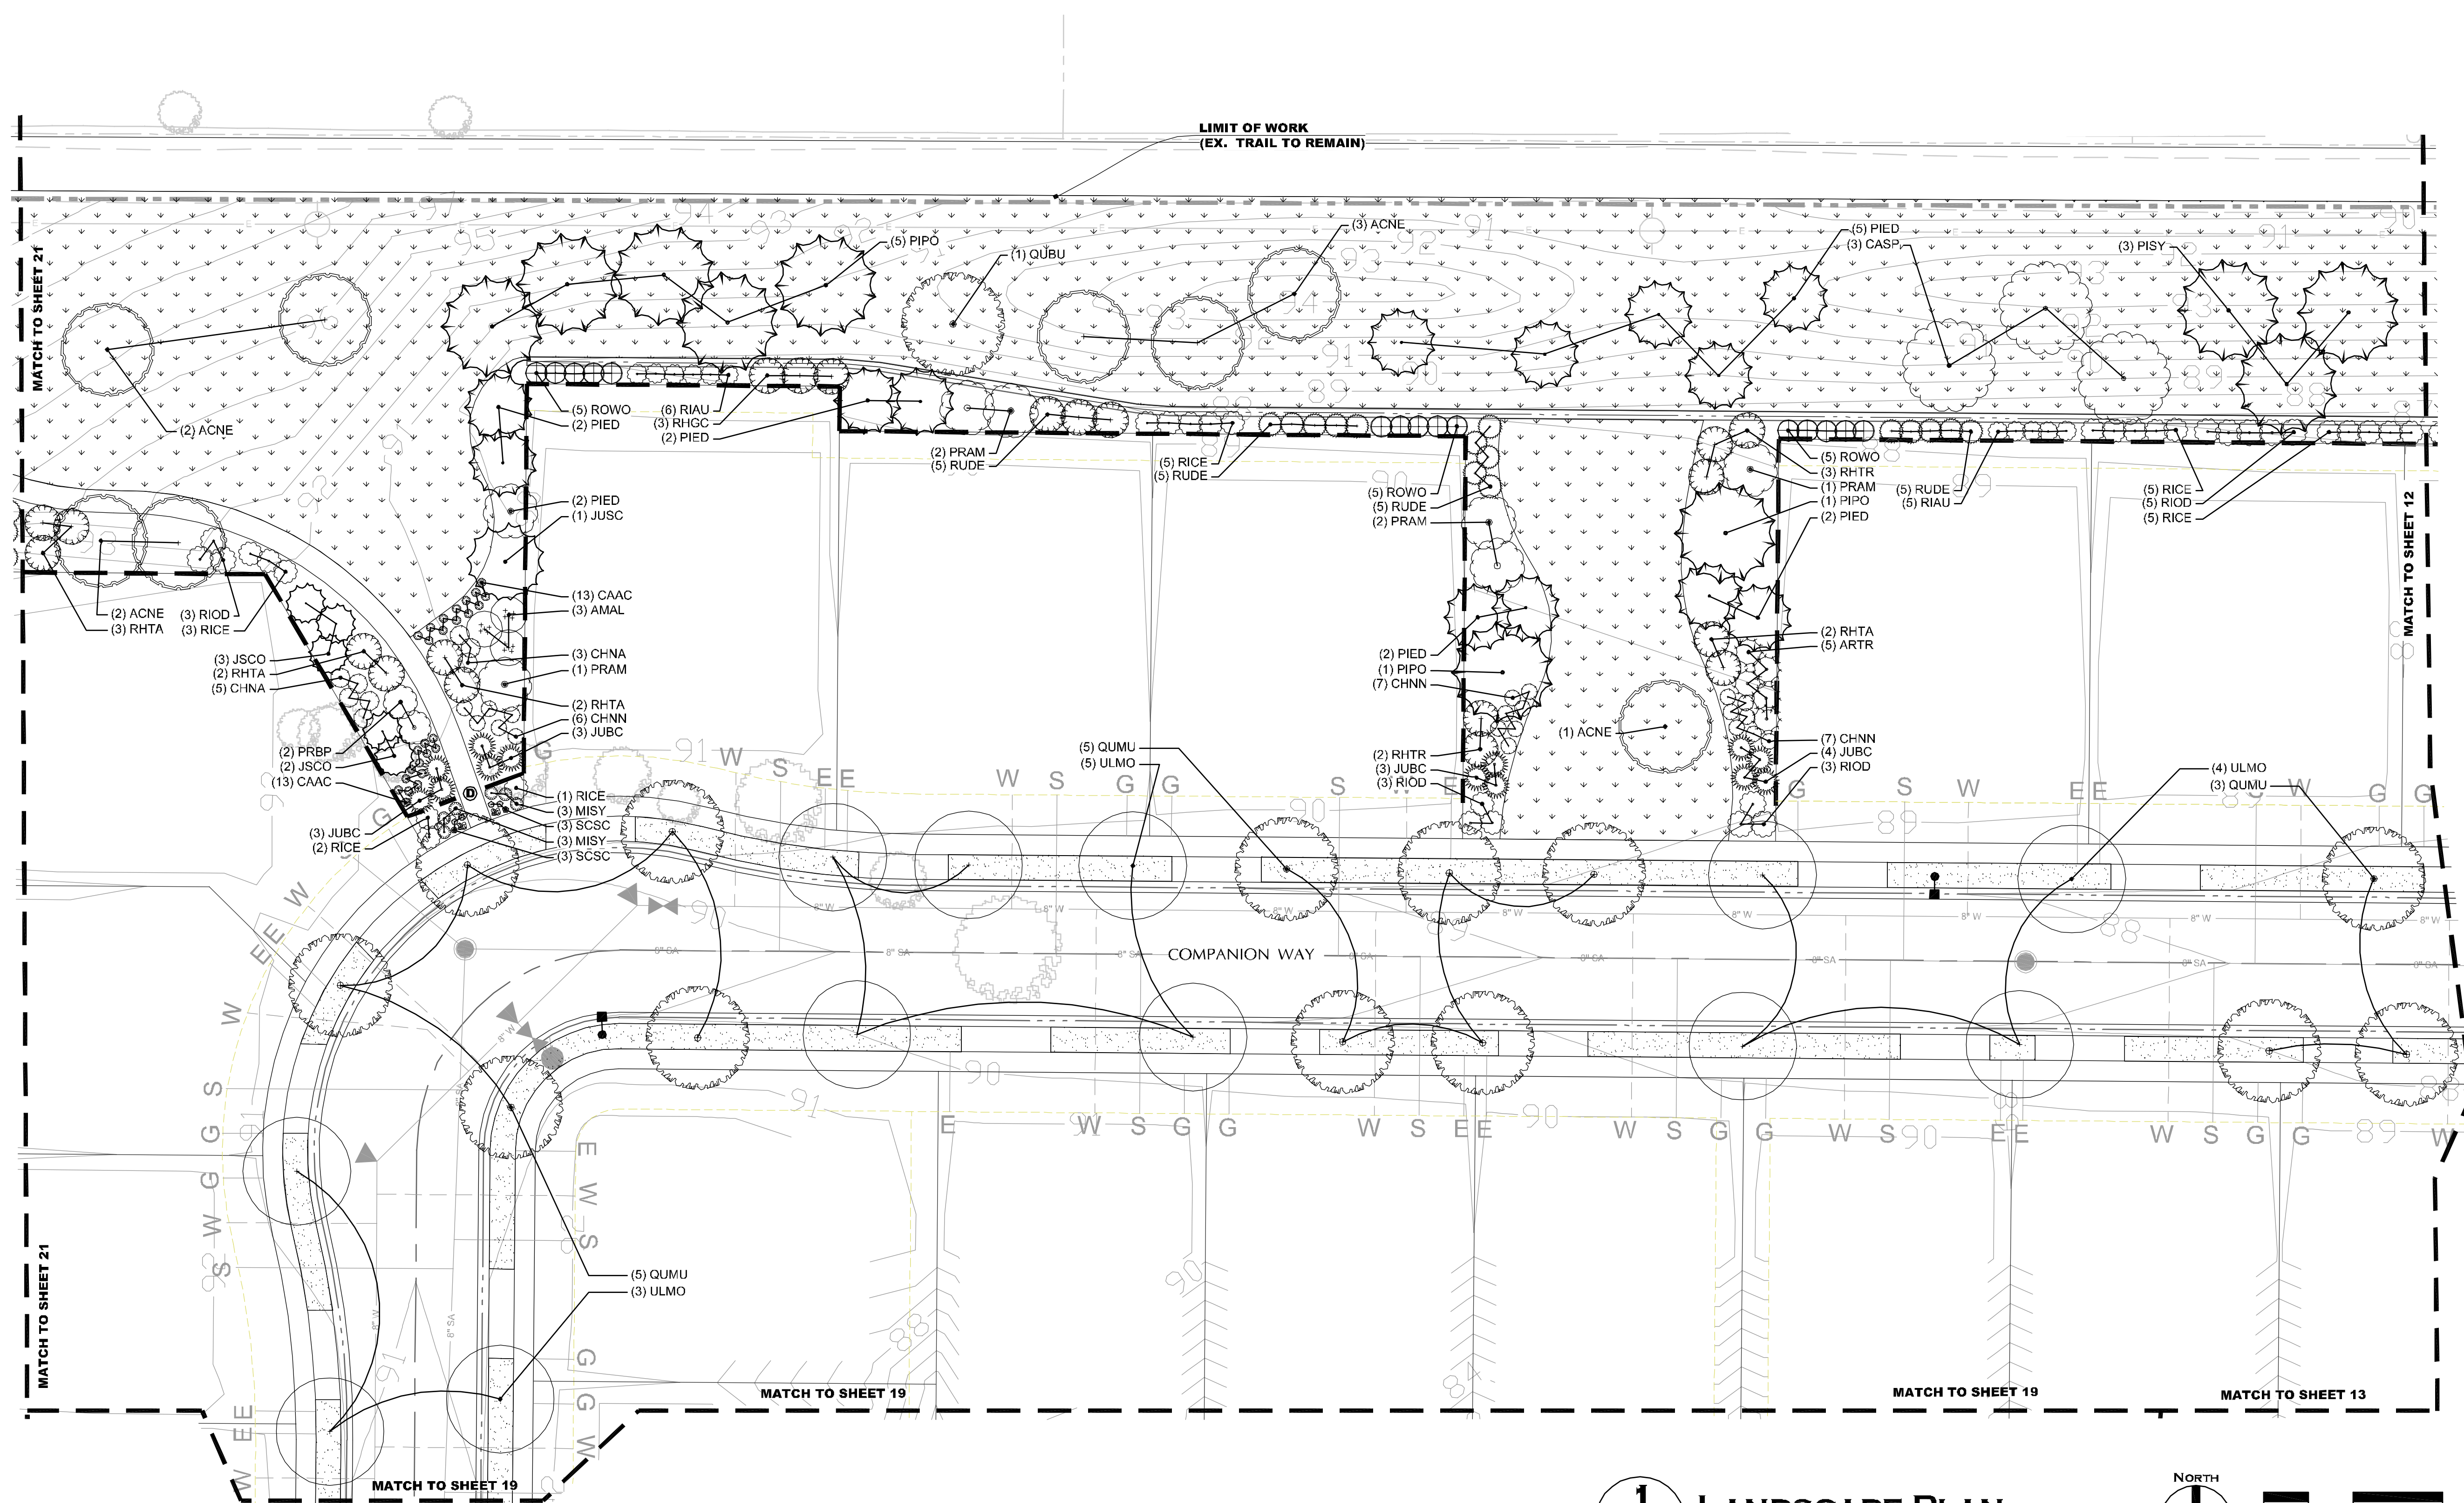 LIMIT OF WORK
(EX. TRAIL TO REMAIN)
MATCH TO SHEET 21
(5) PIPO
(1) QUBU
(3) ACNE
(5) PIED
(3) CASP
(3) PISY
(2) ACNE
(5) ROWO
(2) PIED
(6) RIAU
(3) RHGC
(2) PIED
(2) PRAM
(5) RUDE
(5) RICE
(5) RUDE
(5) ROWO
(5) RUDE
(2) PRAM
(5) ROWO
(3) RHTR
(1) PRAM
(1) PIPO
(2) PIED
(5) RUDE
(5) RIAU
(5) RICE
(5) RIOD
(5) RICE
MATCH TO SHEET 12
(2) PIED
(1) JUSC
(13) CAAC
(3) AMAL
(3) CHNA
(1) PRAM
(2) RHTA
(6) CHNN
(3) JUBC
(2) ACNE
(3) RHTA
(3) RIOD
(3) RICE
(3) JSCO
(2) RHTA
(5) CHNA
(2) PRBP
(2) JSCO
(13) CAAC
(3) JUBC
(2) RICE
D
(1) RICE
(3) MISY
(3) SCSC
(3) MISY
(3) SCSC
(2) PIED
(1) PIPO
(7) CHNN
(2) RHTR
(3) JUBC
(3) RIOD
(1) ACNE
(2) RHTA
(5) ARTR
(7) CHNN
(4) JUBC
(3) RIOD
(5) QUMU
(5) ULMO
(4) ULMO
(3) QUMU
COMPANION WAY
(5) QUMU
(3) ULMO
MATCH TO SHEET 21
MATCH TO SHEET 19
MATCH TO SHEET 19
MATCH TO SHEET 13
MATCH TO SHEET 19
1
LANDSCAPE PLAN
NORTH